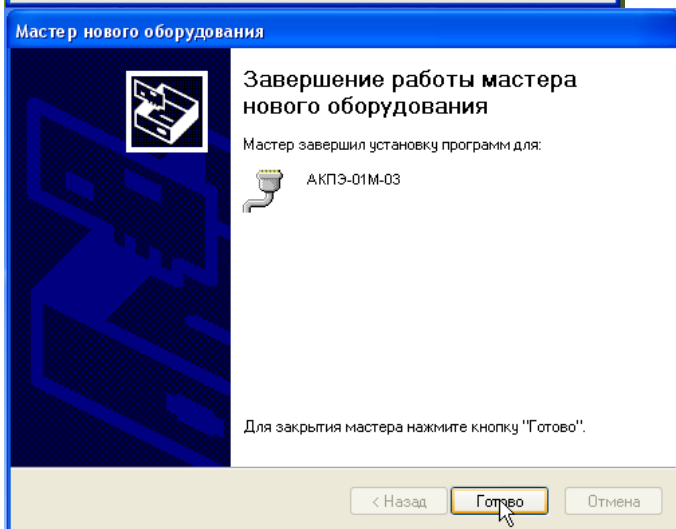 Мастер нового оборудования
Завершение работы мастера
нового оборудования
Мастер завершил установку программ для:
АКПЭ-01М-03
Для закрытия мастера нажмите кнопку "Готово".
< Назад
Готово
Отмена